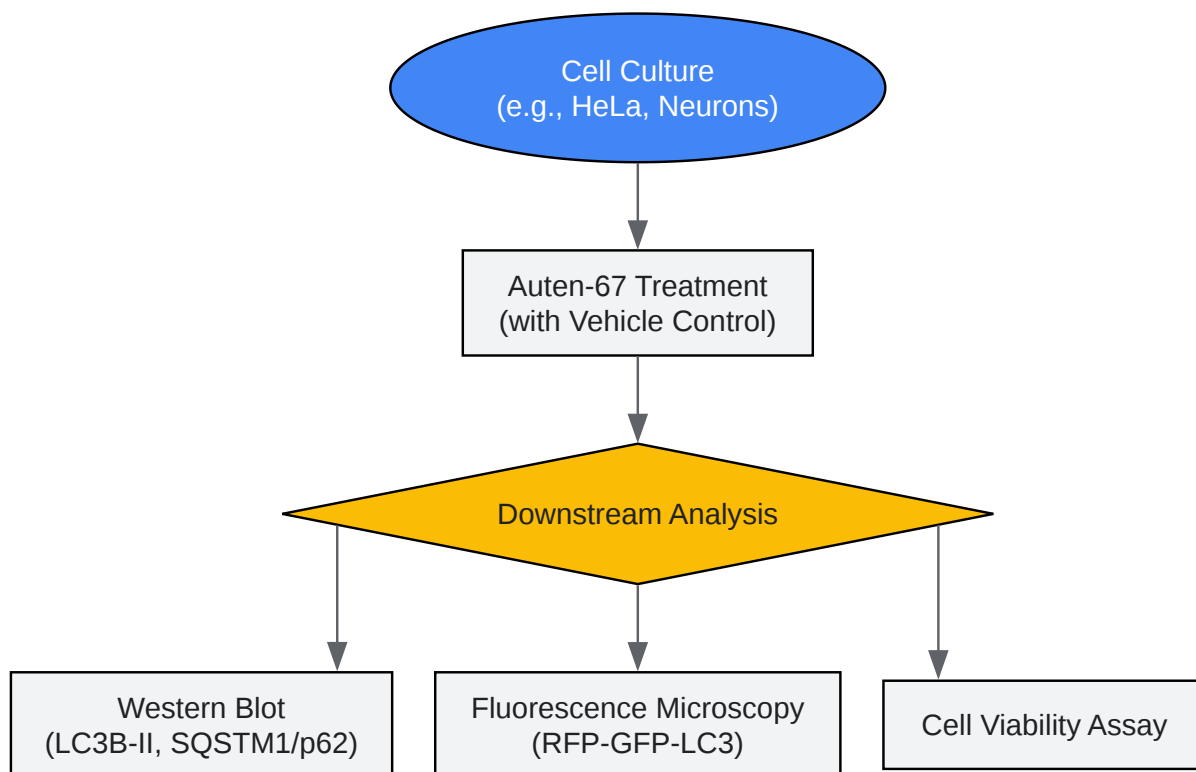 Cell Culture
(e.g., HeLa, Neurons)
Auten-67 Treatment
(with Vehicle Control)
Downstream Analysis
Western Blot
(LC3B-II, SQSTM1/p62)
Fluorescence Microscopy
(RFP-GFP-LC3)
Cell Viability Assay